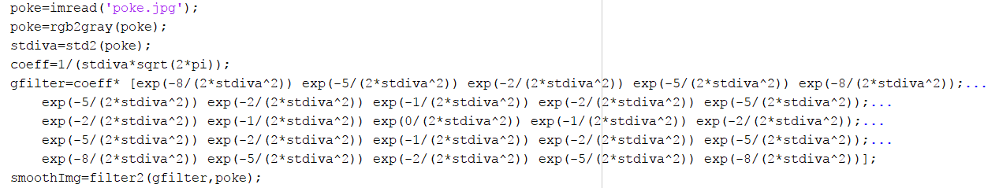 poke=imread('poke.jpg');
poke=rgb2gray(poke);
stdiva=std2(poke);
coeff=1/(stdiva*sqrt(2*pi));
gfilter=coeff* [exp(-8/(2*stdiva^2)) exp(-5/(2*stdiva^2)) exp(-2/(2*stdiva^2)) exp(-5/(2*stdiva^2)) exp(-8/(2*stdiva^2));...
exp(-5/(2*stdiva^2)) exp(-2/(2*stdiva^2)) exp(-1/(2*stdiva^2)) exp(-2/(2*stdiva^2)) exp(-5/(2*stdiva^2));...
exp(-2/(2*stdiva^2)) exp(-1/(2*stdiva^2)) exp(0/(2*stdiva^2)) exp(-1/(2*stdiva^2)) exp(-2/(2*stdiva^2));...
exp(-5/(2*stdiva^2)) exp(-2/(2*stdiva^2)) exp(-1/(2*stdiva^2)) exp(-2/(2*stdiva^2)) exp(-5/(2*stdiva^2));...
exp(-8/(2*stdiva^2)) exp(-5/(2*stdiva^2)) exp(-2/(2*stdiva^2)) exp(-5/(2*stdiva^2)) exp(-8/(2*stdiva^2))];
smoothImg=filter2(gfilter,poke);